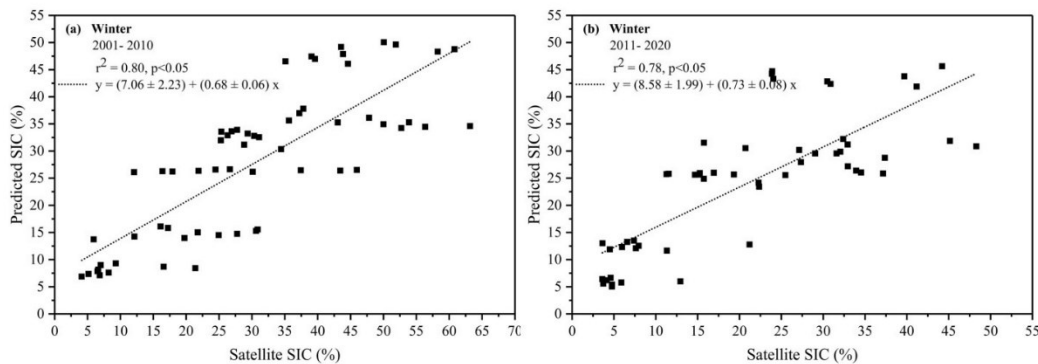 (a) Winter
2001- 2010
r² = 0.80, p<0.05
y = (7.06 ± 2.23) + (0.68 ± 0.06) x
Predicted SIC (%)
55
50
45
40
35
30
25
20
15
10
5
0
0 5 10 15 20 25 30 35 40 45 50 55 60 65 70
Satellite SIC (%)
(b) Winter
2011- 2020
r² = 0.78, p<0.05
y = (8.58 ± 1.99) + (0.73 ± 0.08) x
Predicted SIC (%)
55
50
45
40
35
30
25
20
15
10
5
0
0 5 10 15 20 25 30 35 40 45 50 55
Satellite SIC (%)